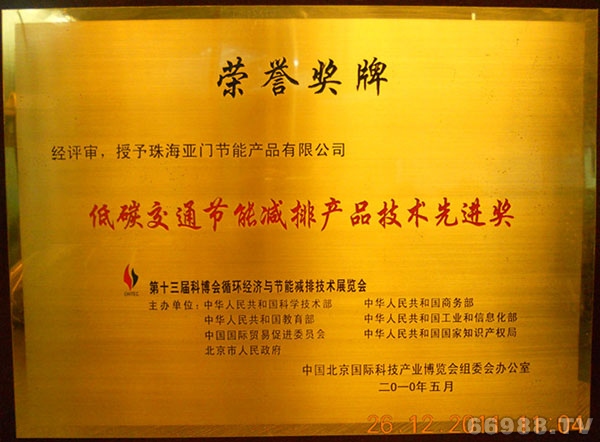 荣誉奖牌
经评审，授予珠海亚门节能产品有限公司
低碳交通节能减排产品技术先进奖
第十三届科博会循环经济与节能减排技术展览会
主办单位：中华人民共和国科学技术部 中华人民共和国商务部
中华人民共和国教育部 中华人民共和国工业和信息化部
中国国际贸易促进委员会 中华人民共和国国家知识产权局
北京市人民政府
中国北京国际科技产业博览会组委会办公室
二〇一〇年五月
66988.TV